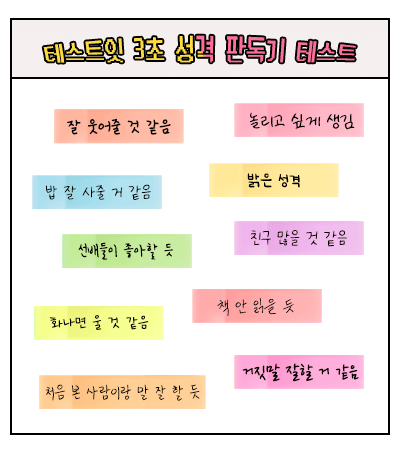 테스트잇 3초 성격 판독기 테스트
잘 웃어줄 것 같음
놀리고 싶게 생김
밥 잘 사줄 거 같음
밝은 성격
선배들이 좋아할 듯
친구 많을 것 같음
화나면 울 것 같음
책 안 읽을 듯
처음 본 사람이랑 말 잘 할 듯
거짓말 잘할 거 같음